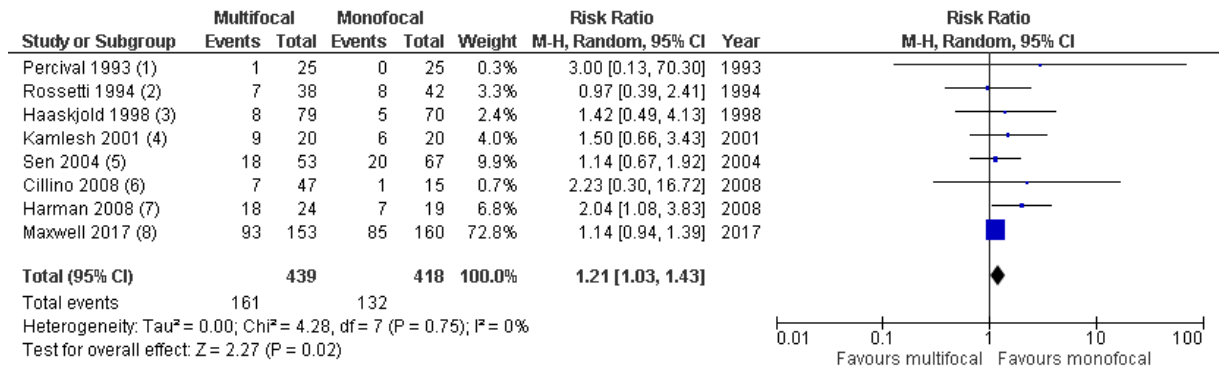 Multifocal Monofocal Risk Ratio Risk Ratio
Study or Subgroup Events Total Events Total Weight M-H, Random, 95% CI Year M-H, Random, 95% CI
Percival 1993 (1) 1 25 0 25 0.3% 3.00 [0.13, 70.30] 1993
Rossetti 1994 (2) 7 38 8 42 3.3% 0.97 [0.39, 2.41] 1994
Haaskjold 1998 (3) 8 79 5 70 2.4% 1.42 [0.49, 4.13] 1998
Kamlesh 2001 (4) 9 20 6 20 4.0% 1.50 [0.66, 3.43] 2001
Sen 2004 (5) 18 53 20 67 9.9% 1.14 [0.67, 1.92] 2004
Cillino 2008 (6) 7 47 1 15 0.7% 2.23 [0.30, 16.72] 2008
Harman 2008 (7) 18 24 7 19 6.8% 2.04 [1.08, 3.83] 2008
Maxwell 2017 (8) 93 153 85 160 72.8% 1.14 [0.94, 1.39] 2017
Total (95% CI) 439 418 100.0% 1.21 [1.03, 1.43]
Total events 161 132
Heterogeneity: Tau² = 0.00; Chi² = 4.28, df = 7 (P = 0.75); I² = 0%
Test for overall effect: Z = 2.27 (P = 0.02)
0.01 0.1 1 10 100
Favours multifocal Favours monofocal